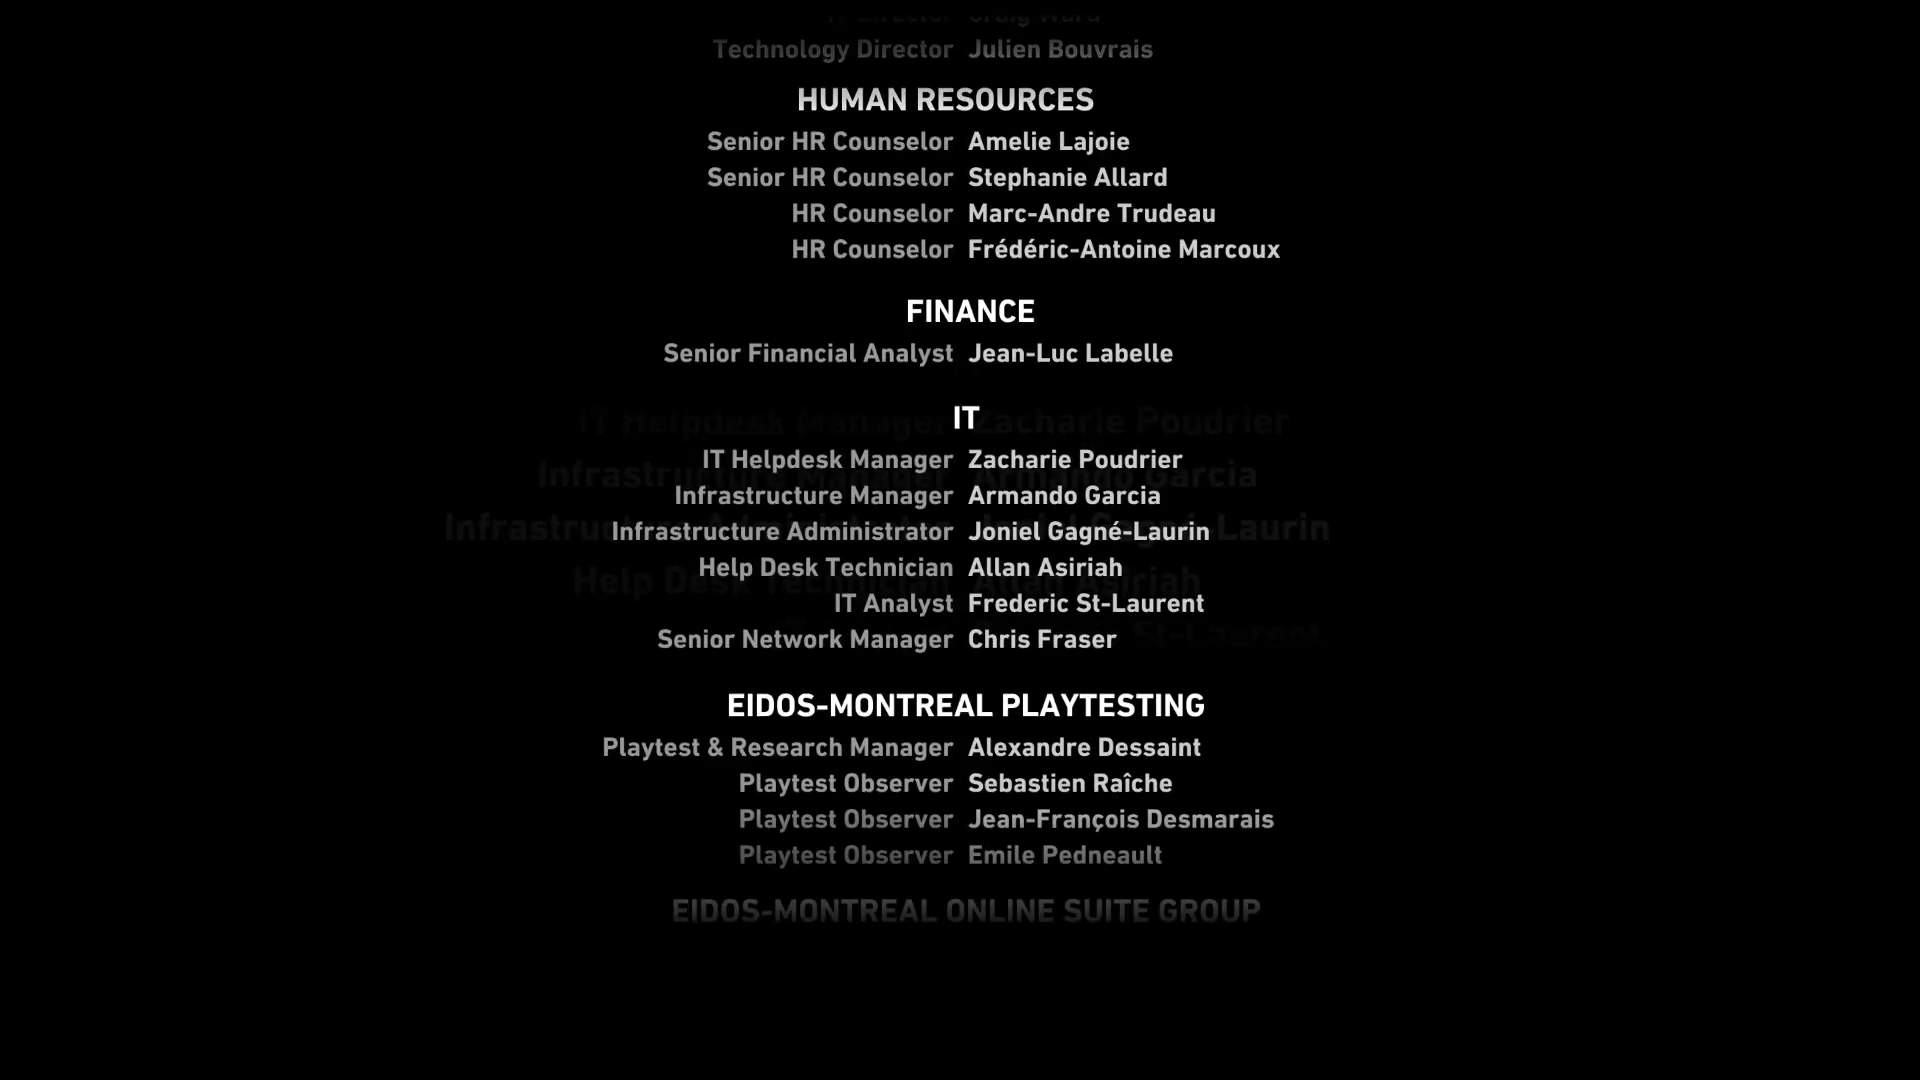 IT Director Craig Ward
Technology Director Julien Bouvrais
HUMAN RESOURCES
Senior HR Counselor Amelie Lajoie
Senior HR Counselor Stephanie Allard
HR Counselor Marc-Andre Trudeau
HR Counselor Frédéric-Antoine Marcoux
FINANCE
Senior Financial Analyst Jean-Luc Labelle
IT
IT Helpdesk Manager Zacharie Poudrier
Infrastructure Manager Armando Garcia
Infrastructure Administrator Joniel Gagné-Laurin
Help Desk Technician Allan Asiriah
IT Analyst Frederic St-Laurent
Senior Network Manager Chris Fraser
EIDOS-MONTREAL PLAYTESTING
Playtest & Research Manager Alexandre Dessaint
Playtest Observer Sebastien Raîche
Playtest Observer Jean-François Desmarais
Playtest Observer Emile Pedneault
EIDOS-MONTREAL ONLINE SUITE GROUP